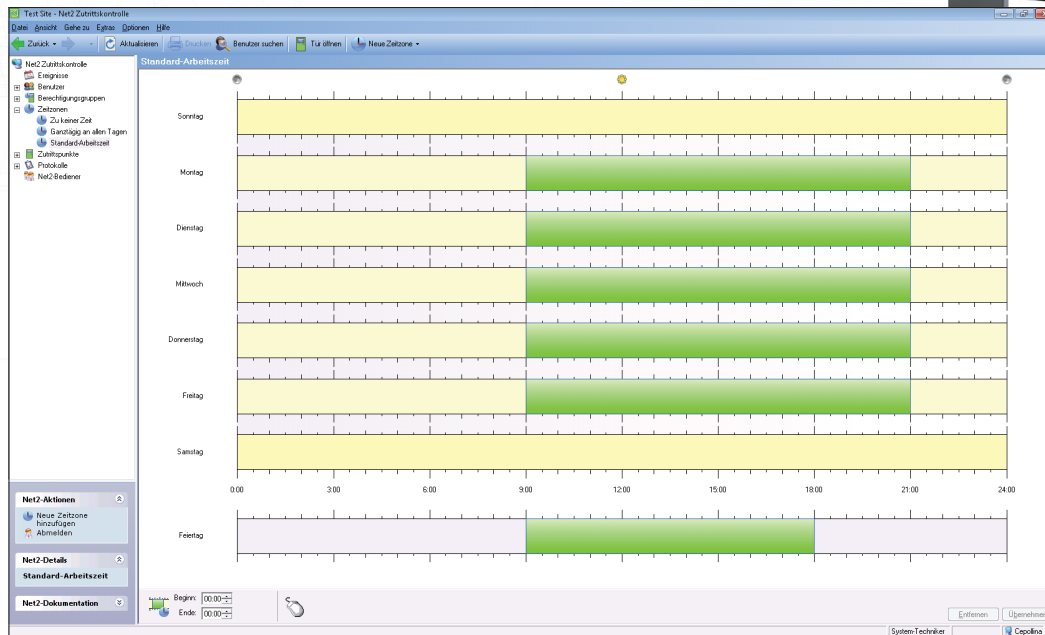 Test Site - Net2 Zutrittskontrolle
Datei Ansicht Gehe zu Extras Optionen Hilfe
Zurück Aktualisieren Drucken Benutzer suchen Tür öffnen Neue Zeitzone
Net2 Zutrittskontrolle
Ereignisse
Benutzer
Berechtigungsgruppen
Zeitzonen
Zu keiner Zeit
Ganztägig an allen Tagen
Standard-Arbeitszeit
Zutrittspunkte
Protokolle
Net2-Bediener
Net2-Aktionen
Neue Zeitzone
hinzufügen
Abmelden
Net2-Details
Standard-Arbeitszeit
Net2-Dokumentation
Standard-Arbeitszeit
Sonntag
Montag
Dienstag
Mittwoch
Donnerstag
Freitag
Samstag
0:00 3:00 6:00 9:00 12:00 15:00 18:00 21:00 24:00
Feiertag
Beginn: 00:00
Ende: 00:00
Entfernen Übernehmen
System-Techniker Cepollina